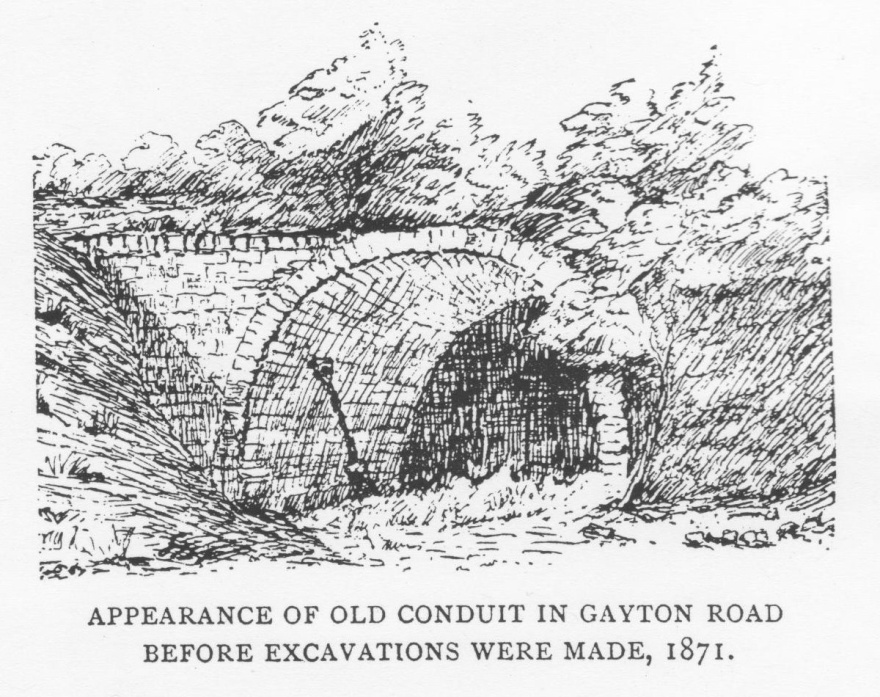 APPEARANCE OF OLD CONDUIT IN GAYTON ROAD
BEFORE EXCAVATIONS WERE MADE, 1871.